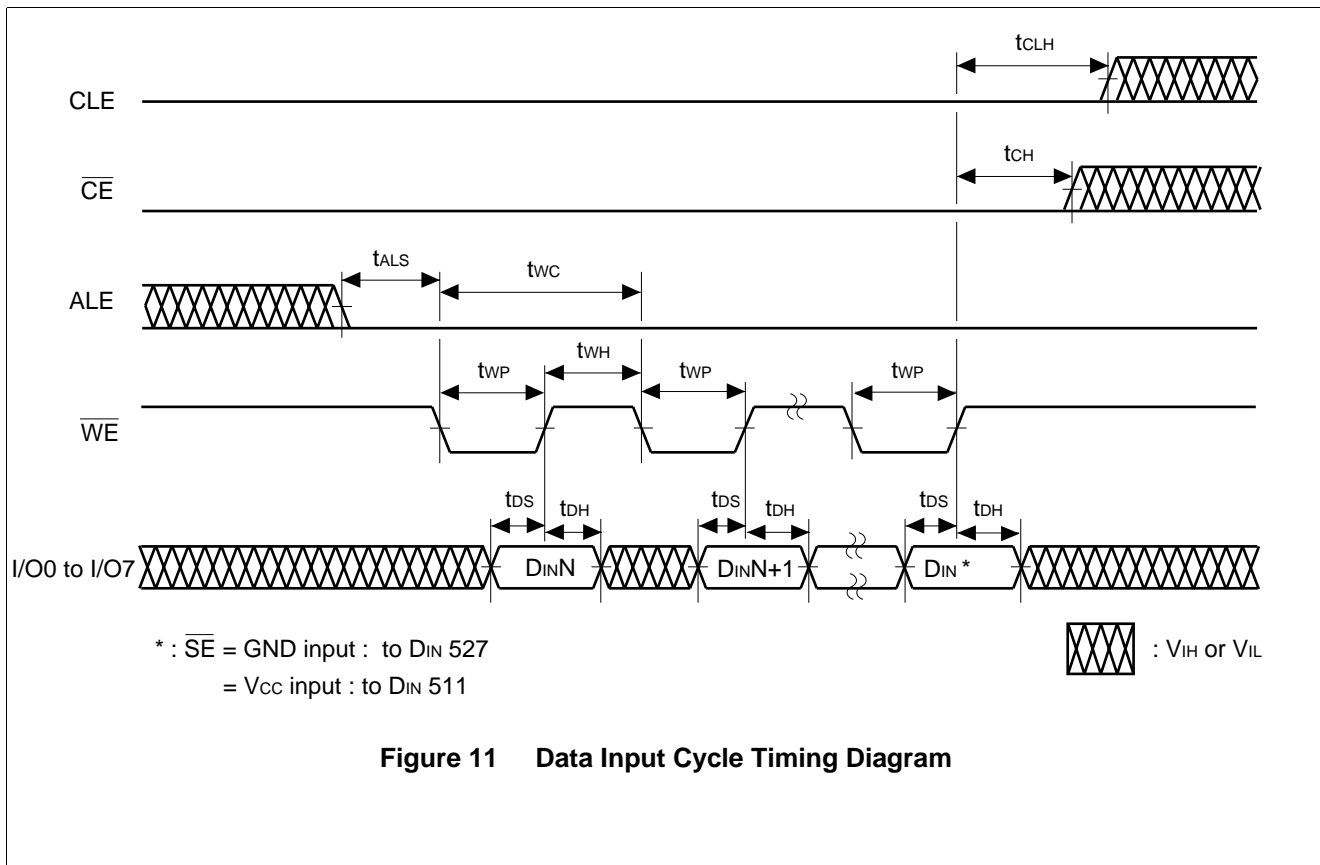 tCLH
CLE
tCH
CE
tALS
tWC
ALE
tWP
tWH
tWP
tWP
WE
tDS
tDH
tDS
tDH
tDS
tDH
I/O0 to I/O7
DINN
DINN+1
DIN *
* : SE = GND input : to DIN 527
= VCC input : to DIN 511
: VIH or VIL
Figure 11 Data Input Cycle Timing Diagram